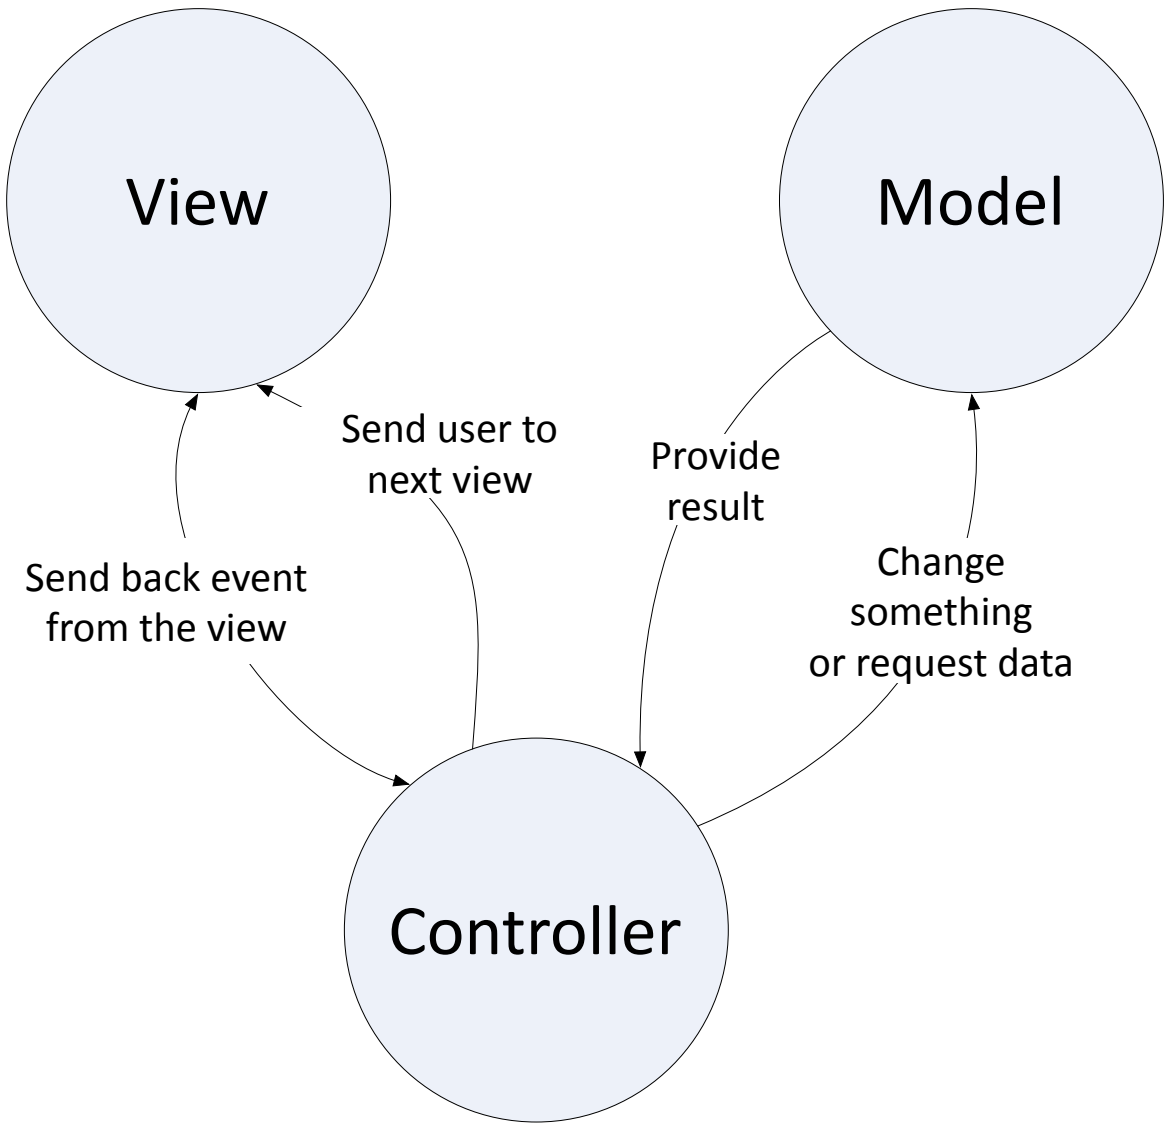 View
Model
Send user to
next view
Provide
result
Send back event
from the view
Change
something
or request data
Controller